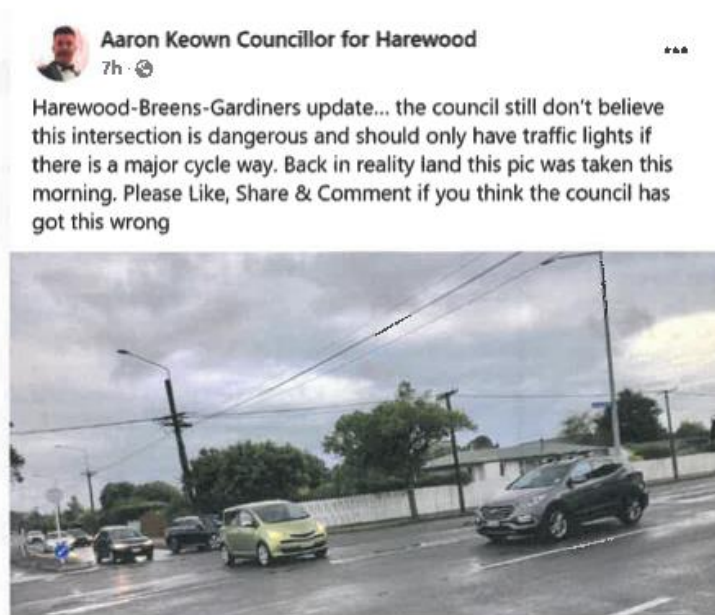 Aaron Keown Councillor for Harewood
7h
Harewood-Breens-Gardiners update... the council still don't believe
this intersection is dangerous and should only have traffic lights if
there is a major cycle way. Back in reality land this pic was taken this
morning. Please Like, Share & Comment if you think the council has
got this wrong